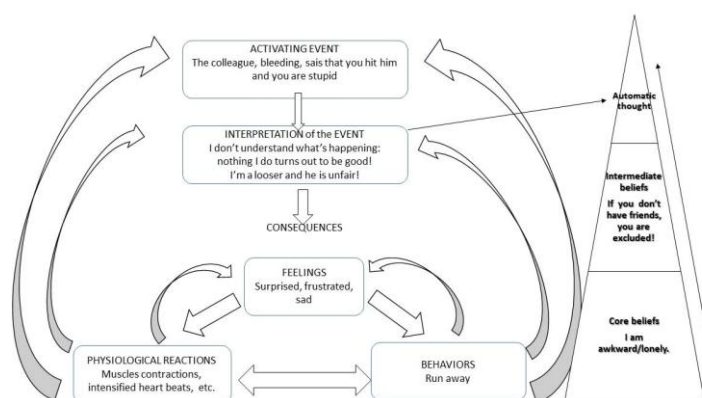 ACTIVATING EVENT
The colleague, bleeding, sais that you hit him
and you are stupid
INTERPRETATION of the EVENT
I don't understand what's happening:
nothing I do turns out to be good!
I'm a looser and he is unfair!
CONSEQUENCES
FEELINGS
Surprised, frustrated,
sad
PHYSIOLOGICAL REACTIONS
Muscles contractions,
intensified heart beats, etc.
BEHAVIORS
Run away
Automatic
thought
Intermediate
beliefs
If you don't
have friends,
you are
excluded!
Core beliefs
I am
awkward/lonely.